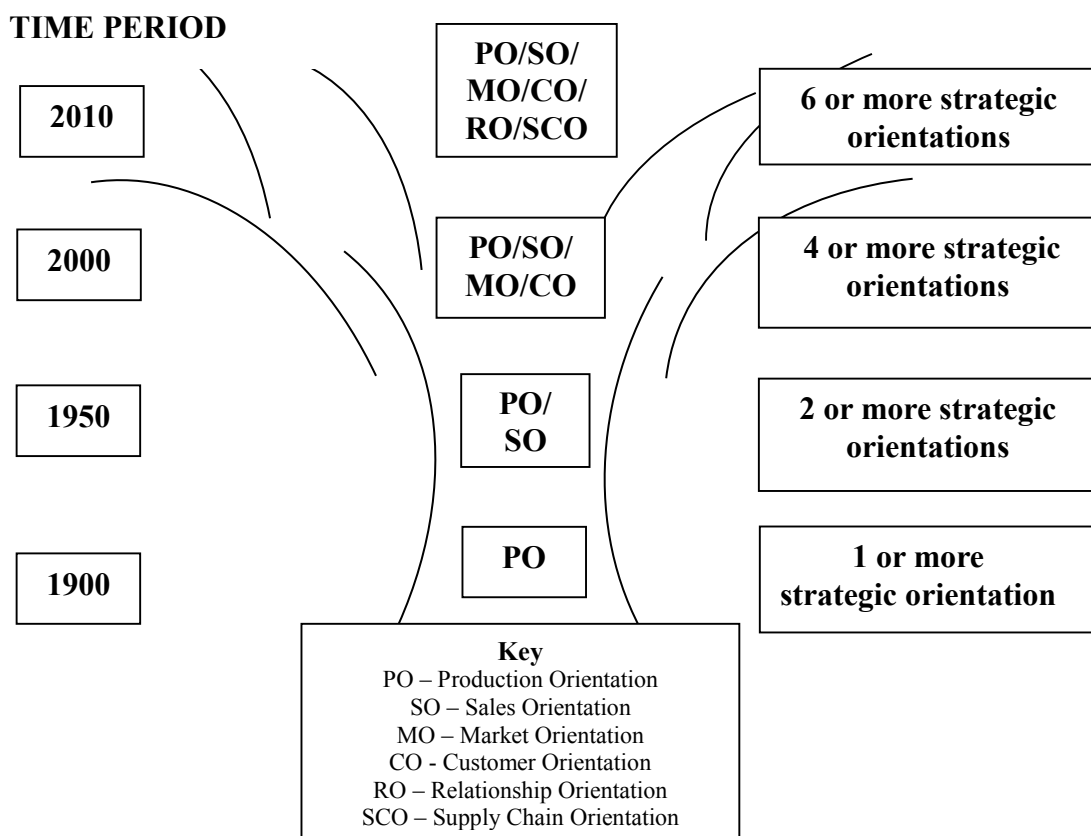 TIME PERIOD
2010
PO/SO/
MO/CO/
RO/SCO
6 or more strategic
orientations
2000
PO/SO/
MO/CO
4 or more strategic
orientations
1950
PO/
SO
2 or more strategic
orientations
1900
PO
1 or more
strategic orientation
Key
PO – Production Orientation
SO – Sales Orientation
MO – Market Orientation
CO - Customer Orientation
RO – Relationship Orientation
SCO – Supply Chain Orientation